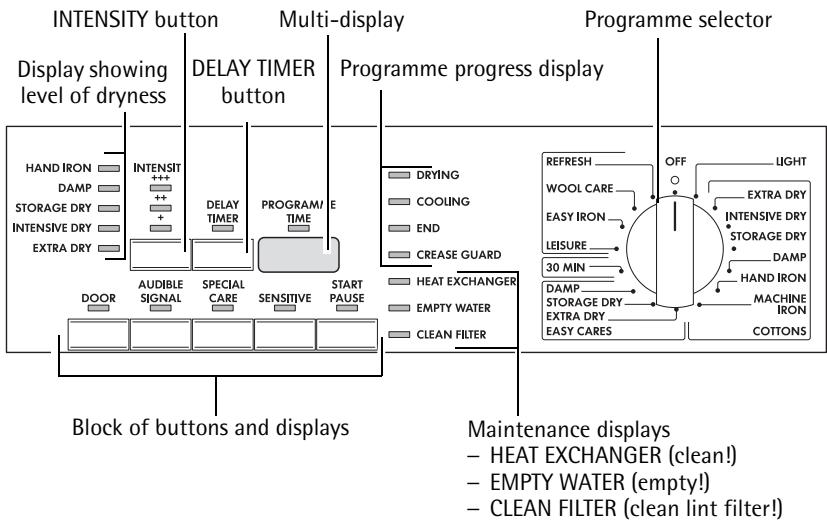 INTENSITY button
Multi-display
Programme selector
Display showing
level of dryness
DELAY TIMER
button
Programme progress display
HAND IRON
DAMP
STORAGE DRY
INTENSIVE DRY
EXTRA DRY
INTENSIT
+++
++
+
DELAY
TIMER
PROGRAMME
TIME
DRYING
COOLING
END
CREASE GUARD
HEAT EXCHANGER
EMPTY WATER
CLEAN FILTER
DOOR
AUDIBLE
SIGNAL
SPECIAL
CARE
SENSITIVE
START
PAUSE
REFRESH
WOOL CARE
EASY IRON
LEISURE
30 MIN
DAMP
STORAGE DRY
EXTRA DRY
EASY CARES
OFF
LIGHT
EXTRA DRY
INTENSIVE DRY
STORAGE DRY
DAMP
HAND IRON
MACHINE
IRON
COTTONS
Block of buttons and displays
Maintenance displays
– HEAT EXCHANGER (clean!)
– EMPTY WATER (empty!)
– CLEAN FILTER (clean lint filter!)